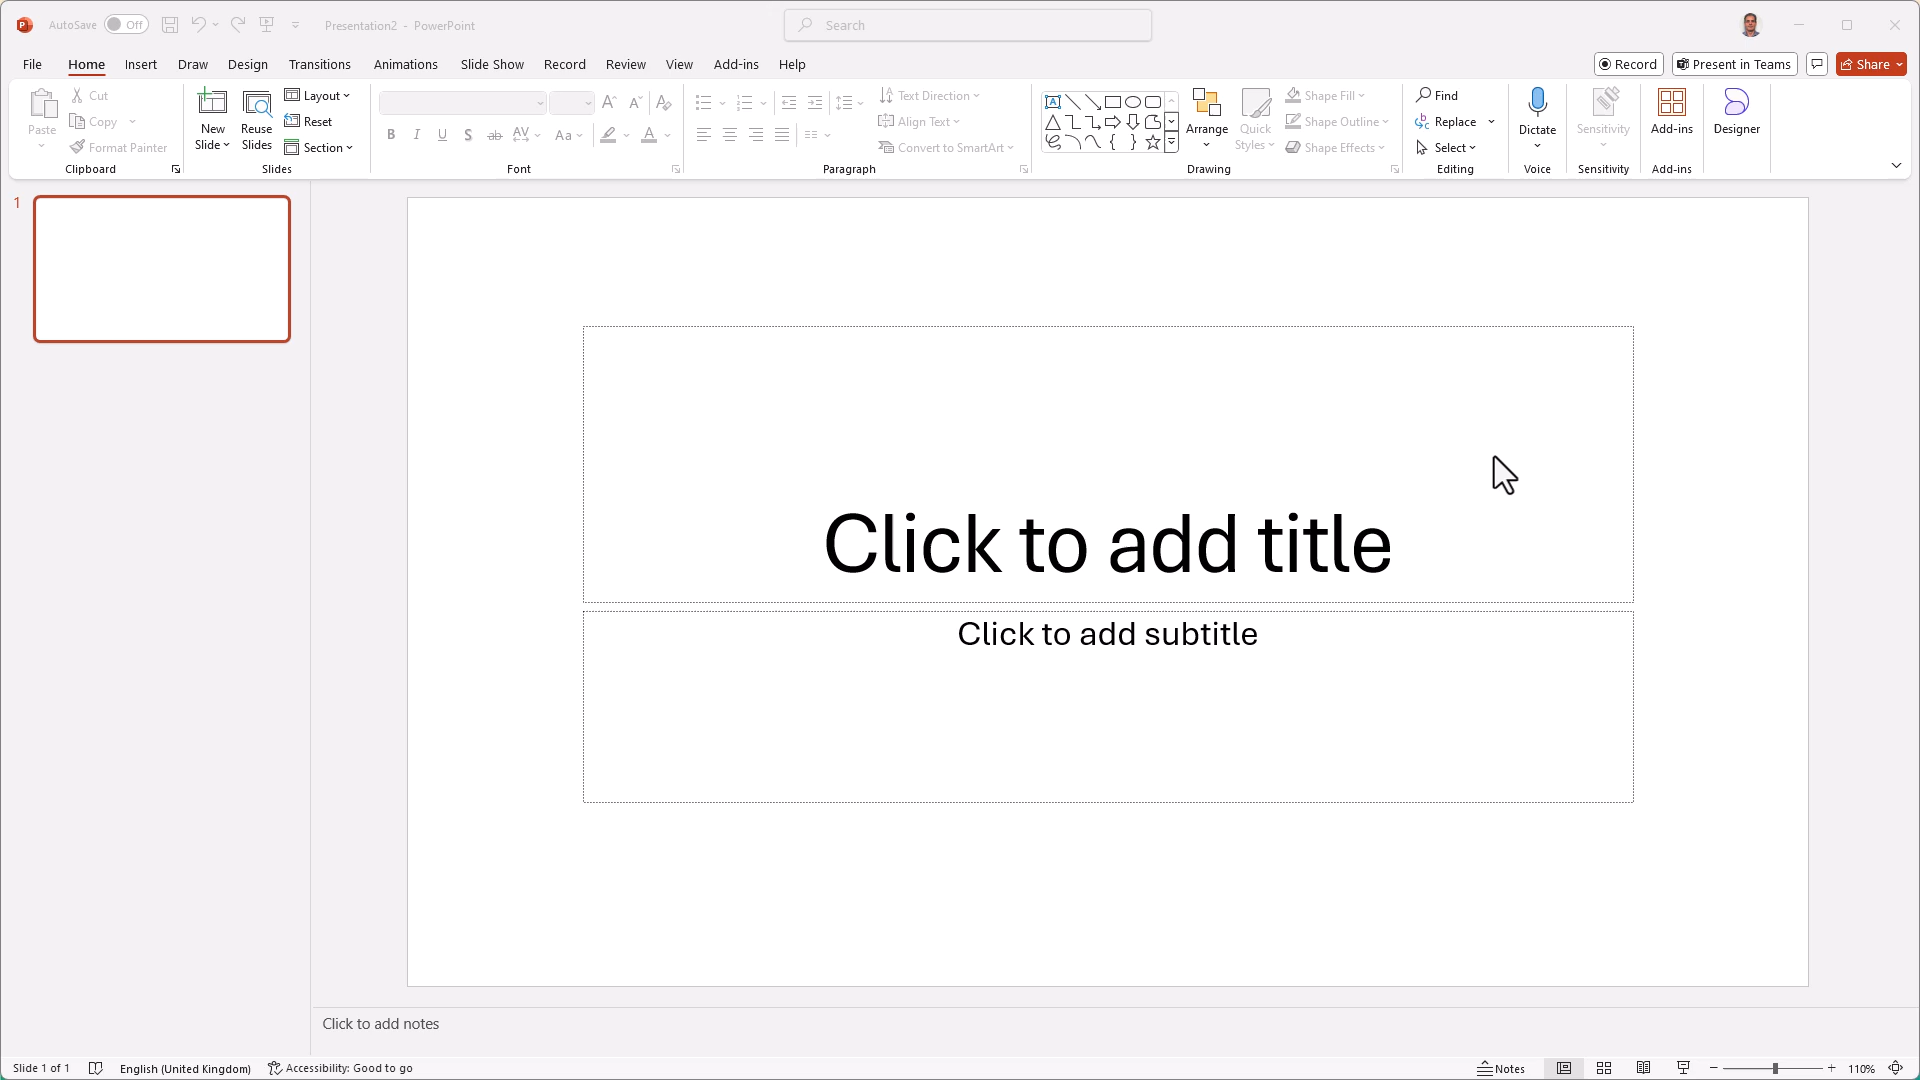 AutoSave Off Presentation2 - PowerPoint Search
File Home Insert Draw Design Transitions Animations Slide Show Record Review View Add-ins Help Record Present in Teams Share
Paste
Cut
Copy
Format Painter
Clipboard
New Slide
Reuse Slides
Layout
Reset
Section
Slides
B I U S ab AV Aa A
Font
Text Direction
Align Text
Convert to SmartArt
Paragraph
Arrange
Quick Styles
Shape Fill
Shape Outline
Shape Effects
Drawing
Find
Replace
Select
Editing
Dictate
Voice
Sensitivity
Sensitivity
Add-ins
Add-ins
Designer
1
Click to add title
Click to add subtitle
Click to add notes
Slide 1 of 1 English (United Kingdom) Accessibility: Good to go Notes 110%